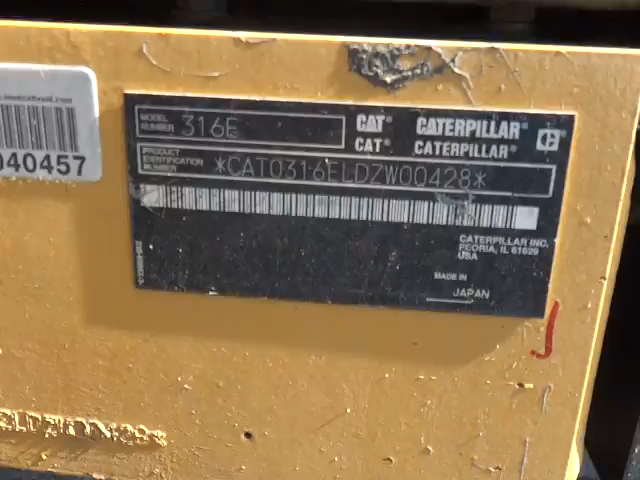 040457
MODEL NUMBER 316E
CAT® CATERPILLAR®
CAT® CATERPILLAR®
PRODUCT IDENTIFICATION NUMBER *CAT0316ELDZW00428*
CATERPILLAR INC.
PEORIA, IL 61629
USA
MADE IN
JAPAN